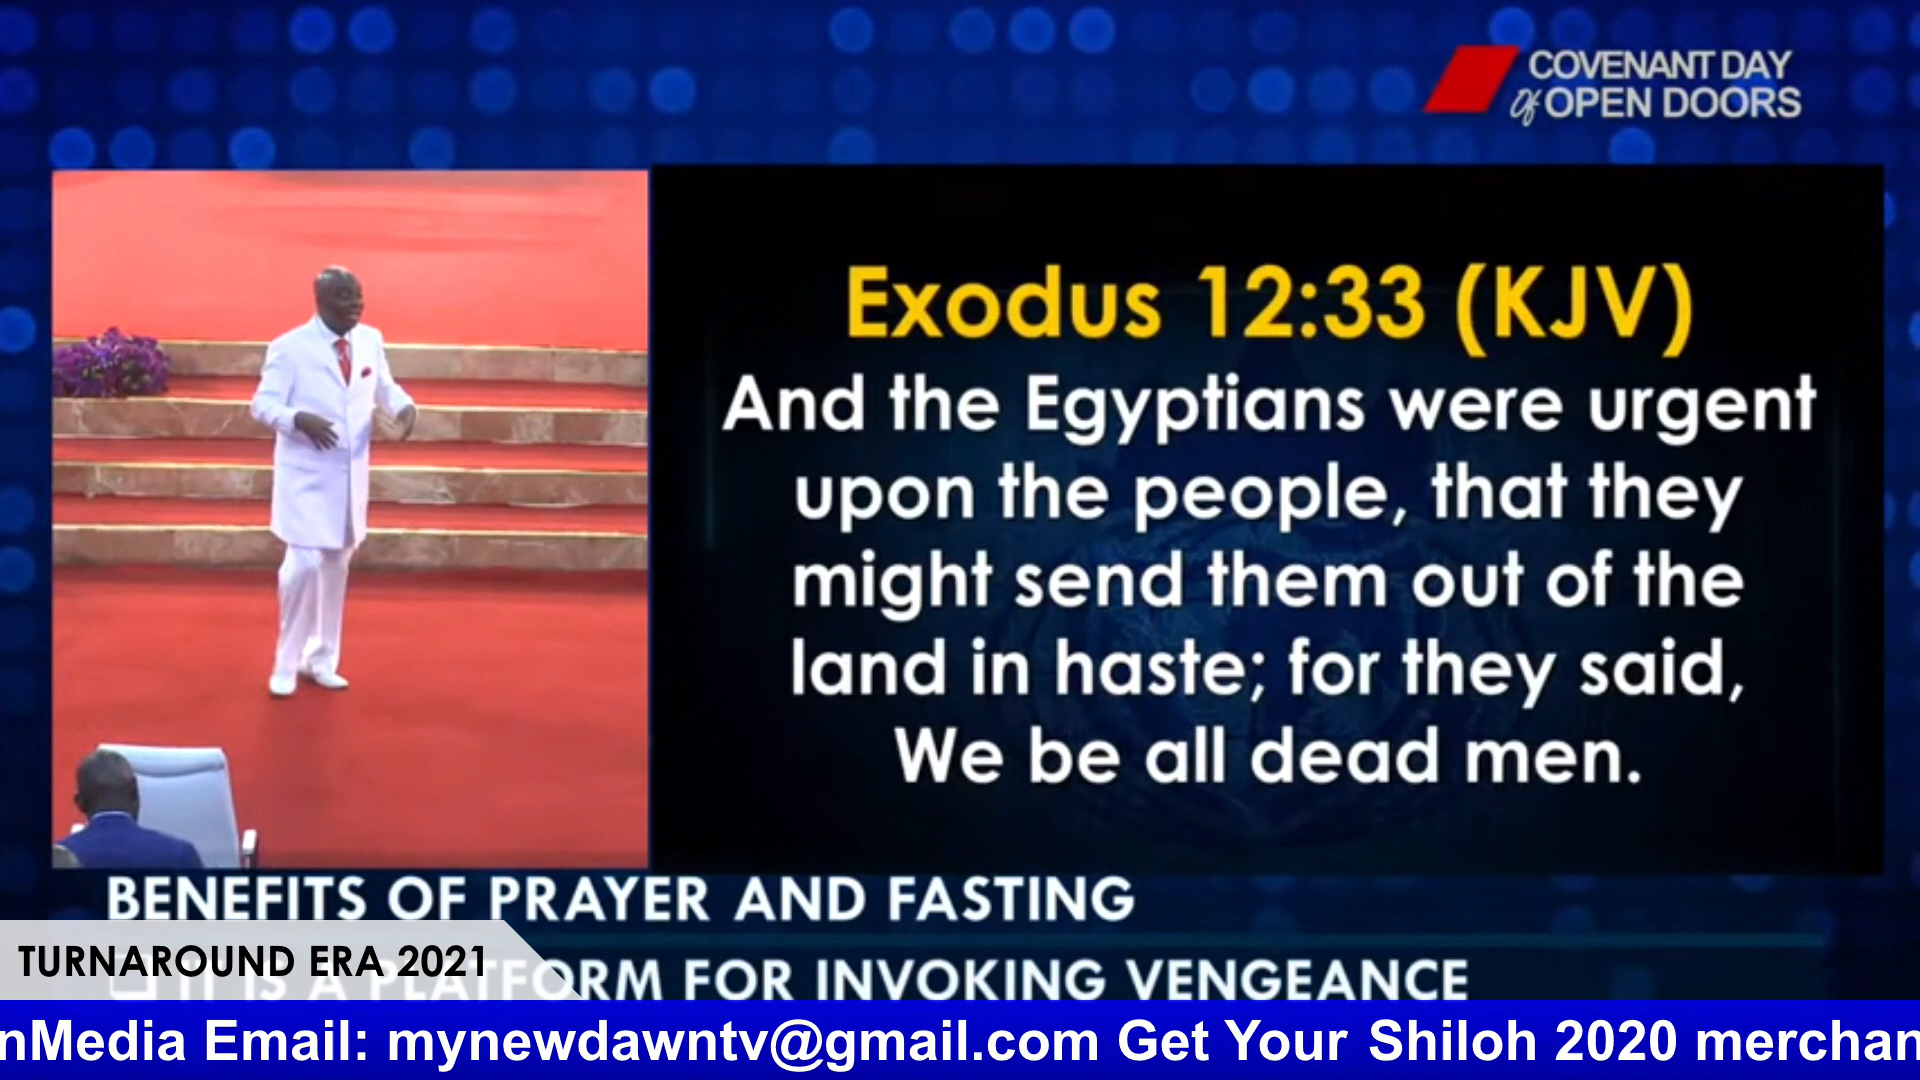 COVENANT DAY
Of OPEN DOORS
Exodus 12:33 (KJV)
And the Egyptians were urgent
upon the people, that they
might send them out of the
land in haste; for they said,
We be all dead men.
BENEFITS OF PRAYER AND FASTING
TURNAROUND ERA 2021
IT IS A PLATFORM FOR INVOKING VENGEANCE
nMedia Email: mynewdawntv@gmail.com Get Your Shiloh 2020 merchan